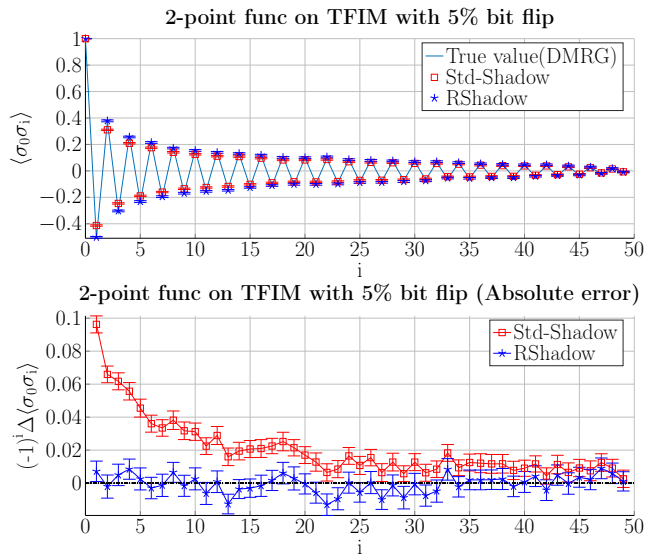 2-point func on TFIM with 5% bit flip
1
0.8
0.6
0.4
0.2
0
−0.2
−0.4
⟨σ₀σᵢ⟩
True value(DMRG)
Std-Shadow
RShadow
0 5 10 15 20 25 30 35 40 45 50
i
2-point func on TFIM with 5% bit flip (Absolute error)
0.1
0.08
0.06
0.04
0.02
0
(-1)ⁱ Δ⟨σ₀σᵢ⟩
Std-Shadow
RShadow
0 5 10 15 20 25 30 35 40 45 50
i